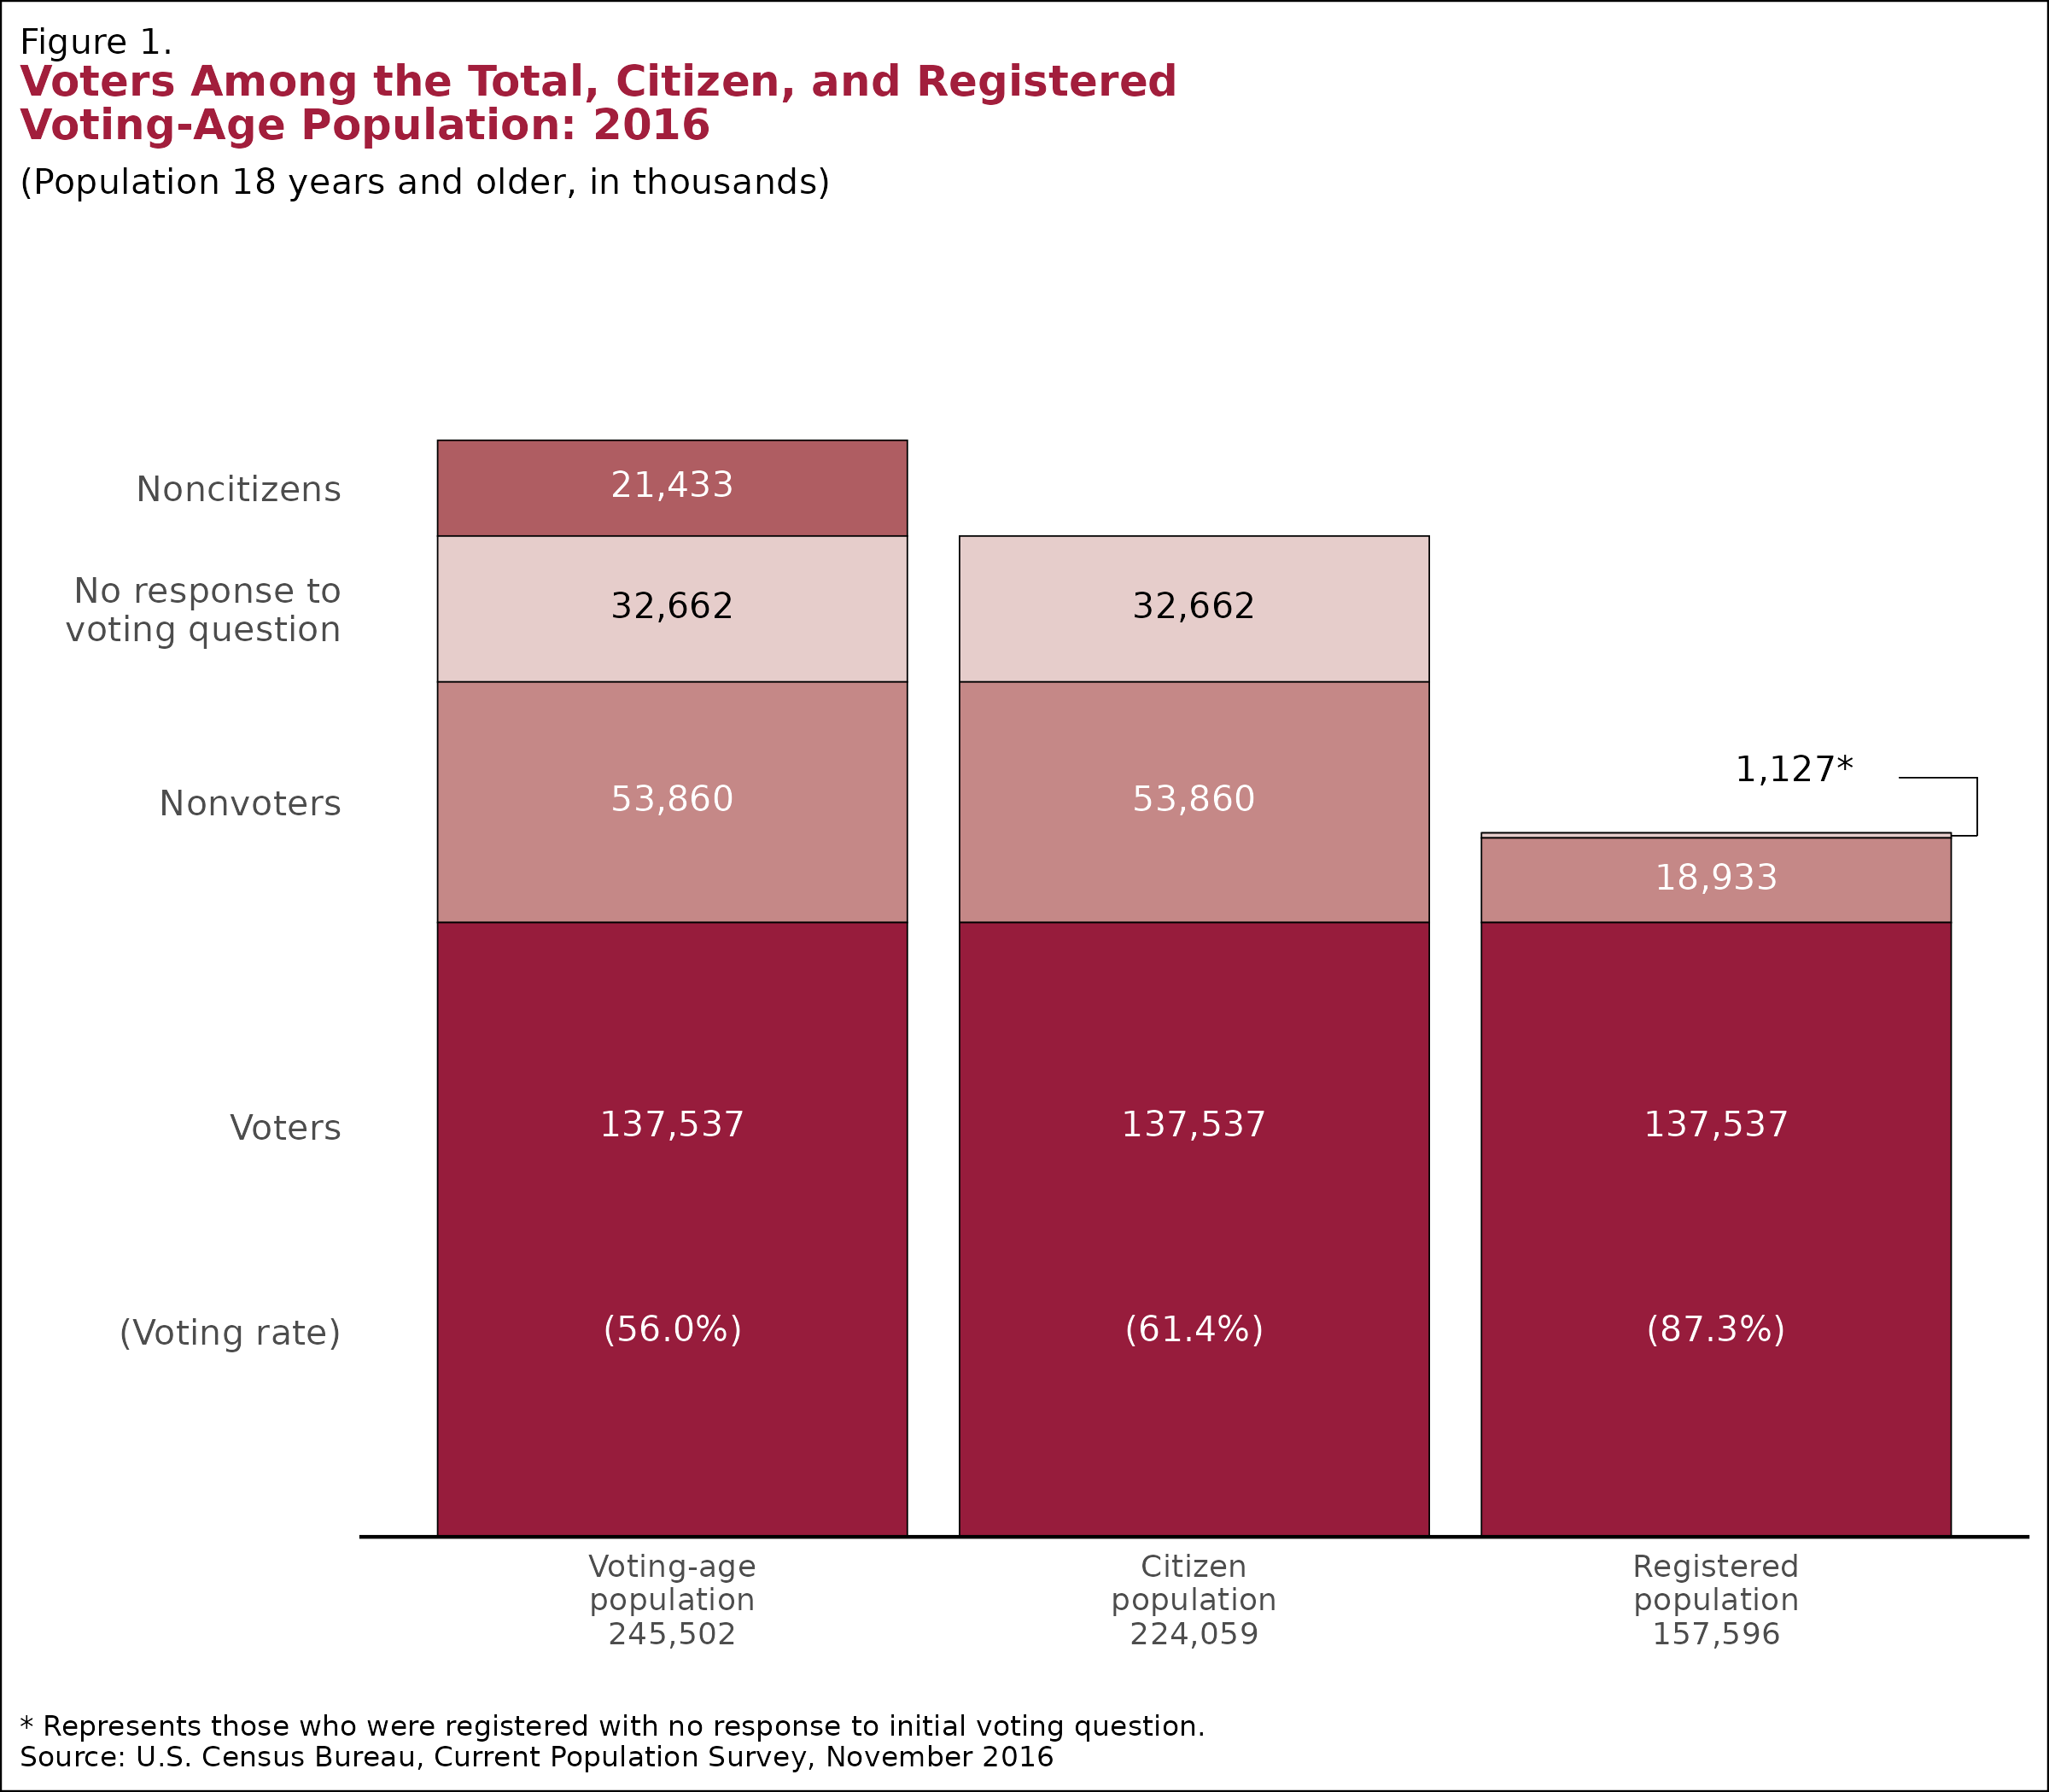 Figure 1.
Voters Among the Total, Citizen, and Registered
Voting-Age Population: 2016
(Population 18 years and older, in thousands)
Noncitizens
21,433
No response to
voting question
32,662
32,662
1,127*
Nonvoters
53,860
53,860
18,933
Voters
137,537
137,537
137,537
(Voting rate)
(56.0%)
(61.4%)
(87.3%)
Voting-age
population
245,502
Citizen
population
224,059
Registered
population
157,596
* Represents those who were registered with no response to initial voting question.
Source: U.S. Census Bureau, Current Population Survey, November 2016